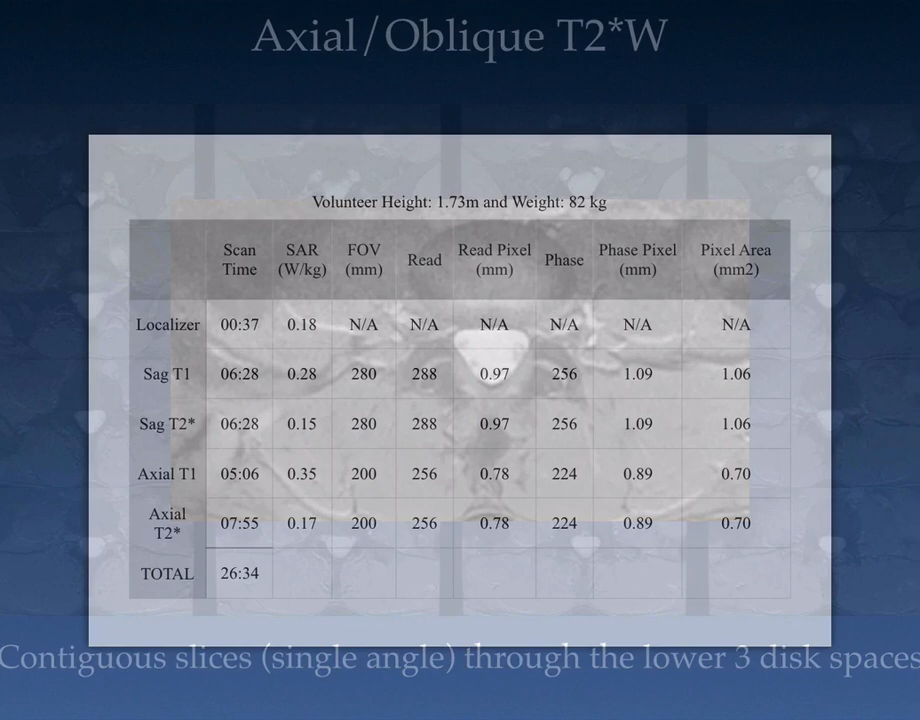 Axial/Oblique T2*W
Volunteer Height: 1.73m and Weight: 82 kg
Scan Time SAR (W/kg) FOV (mm) Read Read Pixel (mm) Phase Phase Pixel (mm) Pixel Area (mm2)
Localizer 00:37 0.18 N/A N/A N/A N/A N/A N/A
Sag T1 06:28 0.28 280 288 0.97 256 1.09 1.06
Sag T2* 06:28 0.15 280 288 0.97 256 1.09 1.06
Axial T1 05:06 0.35 200 256 0.78 224 0.89 0.70
Axial T2* 07:55 0.17 200 256 0.78 224 0.89 0.70
TOTAL 26:34
Contiguous slices (single angle) through the lower 3 disk spaces